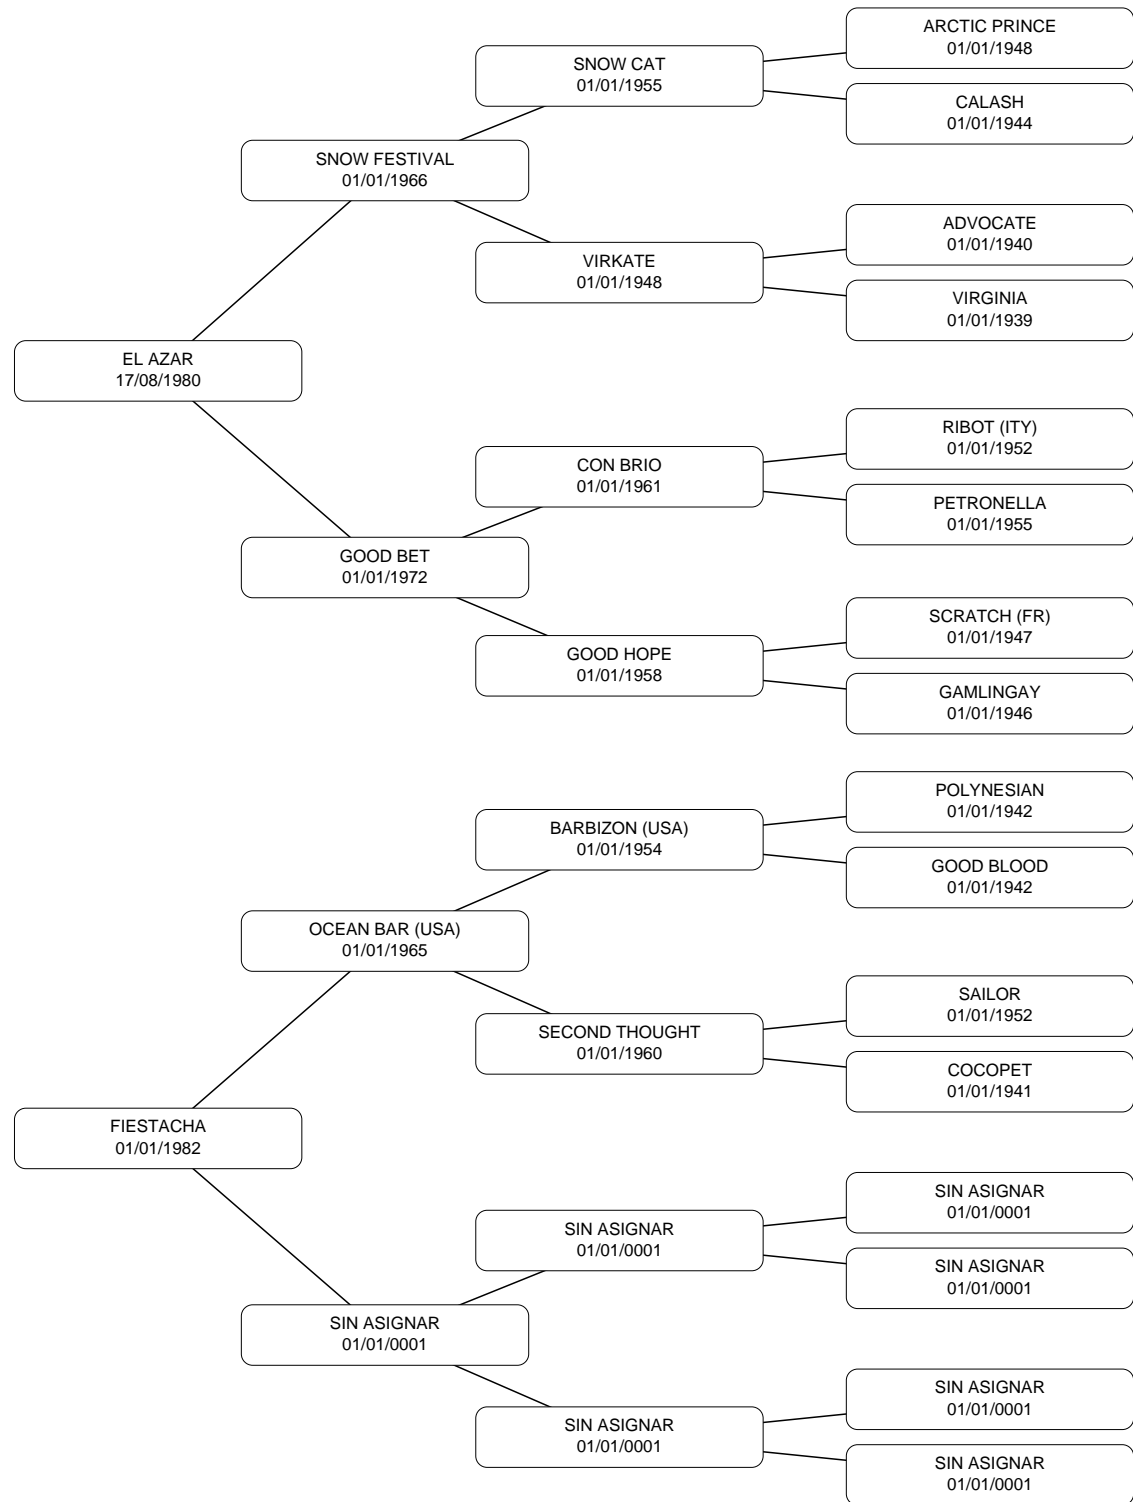 ARCTIC PRINCE
01/01/1948
SNOW CAT
01/01/1955
CALASH
01/01/1944
SNOW FESTIVAL
01/01/1966
ADVOCATE
01/01/1940
VIRKATE
01/01/1948
VIRGINIA
01/01/1939
EL AZAR
17/08/1980
RIBOT (ITY)
01/01/1952
CON BRIO
01/01/1961
PETRONELLA
01/01/1955
GOOD BET
01/01/1972
SCRATCH (FR)
01/01/1947
GOOD HOPE
01/01/1958
GAMLINGAY
01/01/1946
POLYNESIAN
01/01/1942
BARBIZON (USA)
01/01/1954
GOOD BLOOD
01/01/1942
OCEAN BAR (USA)
01/01/1965
SAILOR
01/01/1952
SECOND THOUGHT
01/01/1960
COCOPET
01/01/1941
FIESTACHA
01/01/1982
SIN ASIGNAR
01/01/0001
SIN ASIGNAR
01/01/0001
SIN ASIGNAR
01/01/0001
SIN ASIGNAR
01/01/0001
SIN ASIGNAR
01/01/0001
SIN ASIGNAR
01/01/0001
SIN ASIGNAR
01/01/0001